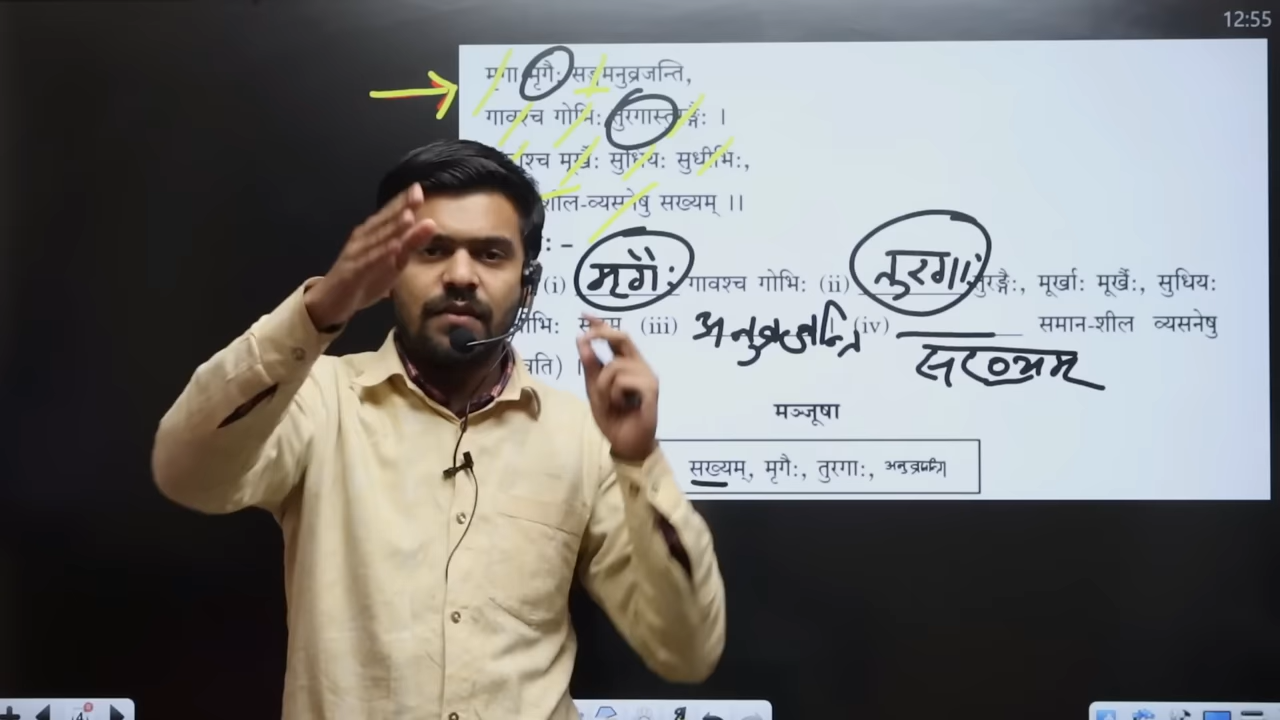 12:55
मृगा मृगैः सङ्गमनुव्रजन्ति,
गावश्च गोभिः तुरगास्तुरङ्गैः ।
मूर्खैः सुधियः सुधीभिः,
शील-व्यसनेषु सख्यम् ।।
(i) मृगैः गावश्च गोभिः (ii) तुरगाः तुरङ्गैः, मूर्खाः मूर्खैः, सुधियः
(iii) अनुव्रजन्ति (iv) सख्यम् समान-शील व्यसनेषु
मञ्जूषा
सख्यम्, मृगैः, तुरगाः, अनुव्रजन्ति